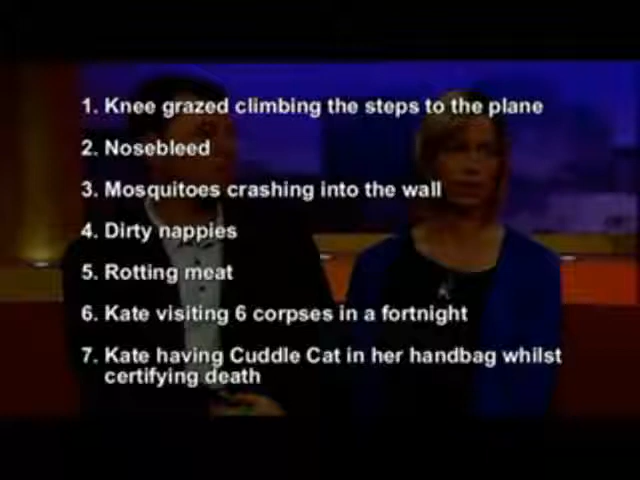 1. Knee grazed climbing the steps to the plane
2. Nosebleed
3. Mosquitoes crashing into the wall
4. Dirty nappies
5. Rotting meat
6. Kate visiting 6 corpses in a fortnight
7. Kate having Cuddle Cat in her handbag whilst
certifying death